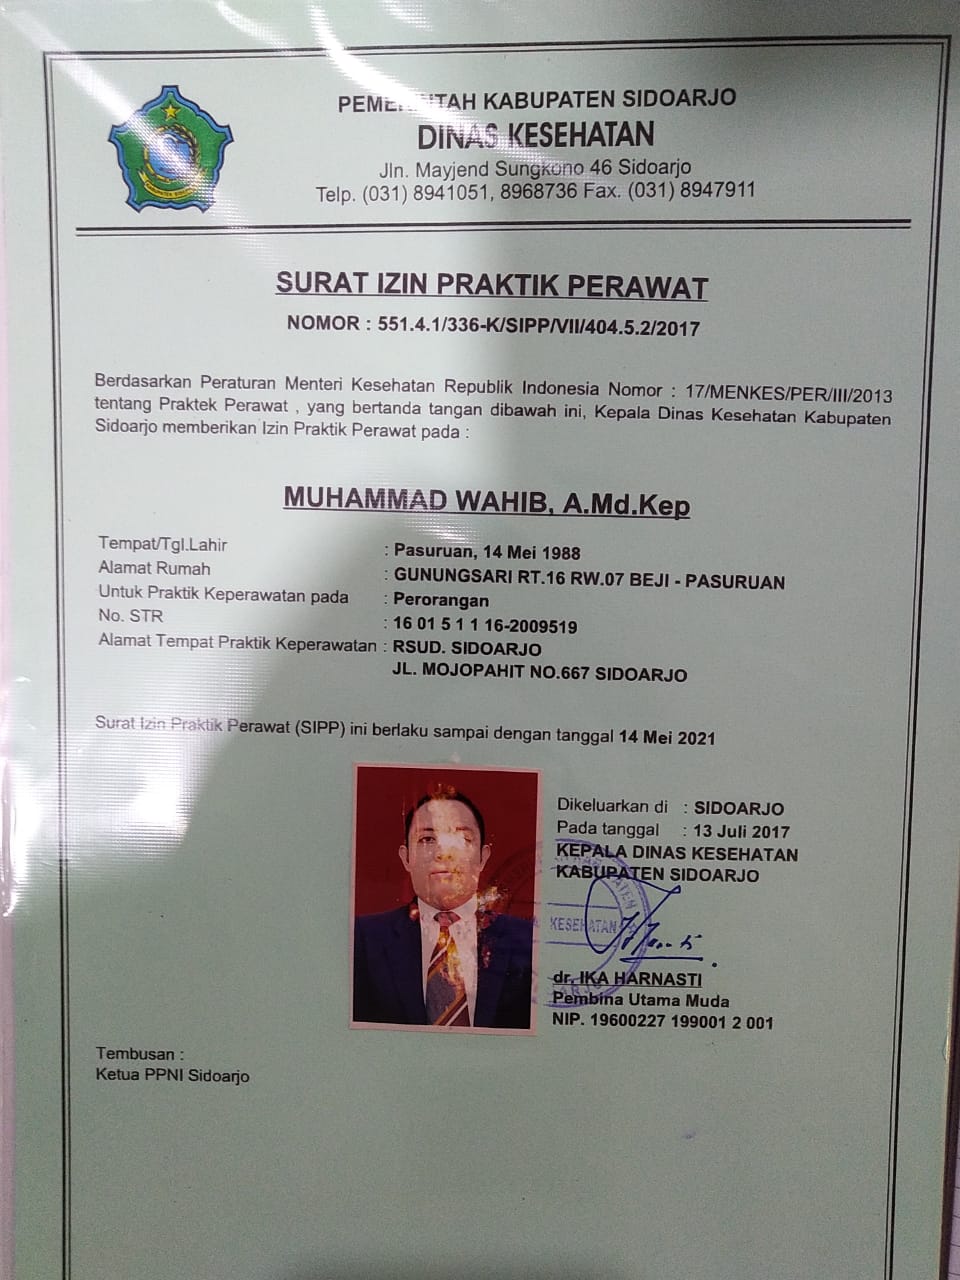 PEMERINTAH KABUPATEN SIDOARJO
DINAS KESEHATAN
Jln. Mayjend Sungkono 46 Sidoarjo
Telp. (031) 8941051, 8968736 Fax. (031) 8947911
SURAT IZIN PRAKTIK PERAWAT
NOMOR : 551.4.1/336-K/SIPP/VII/404.5.2/2017
Berdasarkan Peraturan Menteri Kesehatan Republik Indonesia Nomor : 17/MENKES/PER/III/2013
tentang Praktek Perawat , yang bertanda tangan dibawah ini, Kepala Dinas Kesehatan Kabupaten
Sidoarjo memberikan Izin Praktik Perawat pada :
MUHAMMAD WAHIB, A.Md.Kep
Tempat/Tgl.Lahir : Pasuruan, 14 Mei 1988
Alamat Rumah : GUNUNGSARI RT.16 RW.07 BEJI - PASURUAN
Untuk Praktik Keperawatan pada : Perorangan
No. STR : 16 01 5 1 1 16-2009519
Alamat Tempat Praktik Keperawatan : RSUD. SIDOARJO
JL. MOJOPAHIT NO.667 SIDOARJO
Surat Izin Praktik Perawat (SIPP) ini berlaku sampai dengan tanggal 14 Mei 2021
Dikeluarkan di : SIDOARJO
Pada tanggal : 13 Juli 2017
KEPALA DINAS KESEHATAN
KABUPATEN SIDOARJO
KESEHATAN
dr. IKA HARNASTI
Pembina Utama Muda
NIP. 19600227 199001 2 001
Tembusan :
Ketua PPNI Sidoarjo